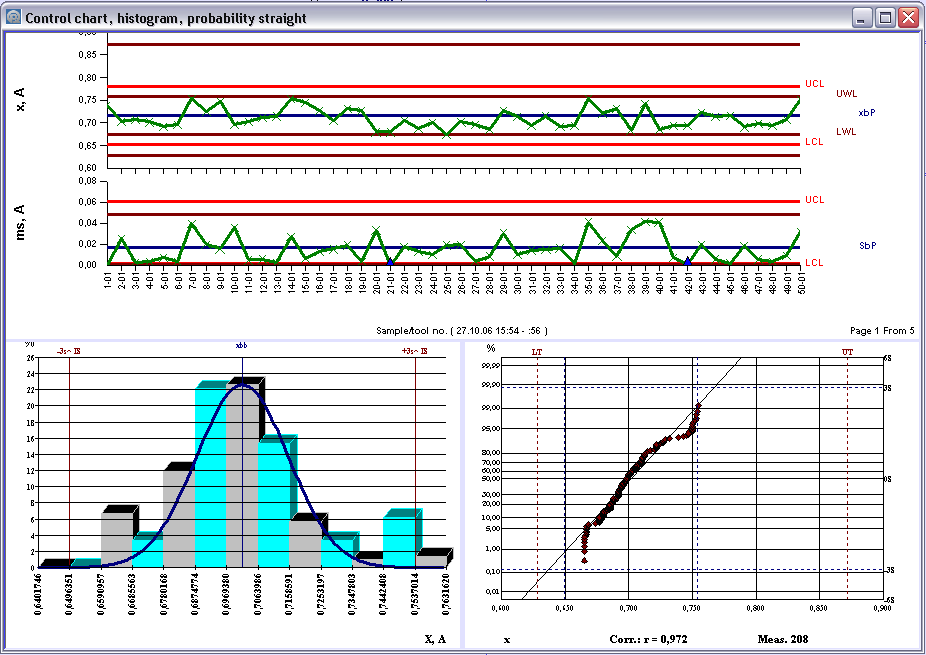 Control chart, histogram, probability straight
0,85
0,80
0,75
0,70
0,65
0,60
x, A
UCL
UWL
xbP
LWL
LCL
0,08
0,06
0,04
0,02
0,00
ms, A
UCL
SbP
LCL
1-01 2-01 3-01 4-01 5-01 6-01 7-01 8-01 9-01 10-01 11-01 12-01 13-01 14-01 15-01 16-01 17-01 18-01 19-01 20-01 21-01 22-01 23-01 24-01 25-01 26-01 27-01 28-01 29-01 30-01 31-01 32-01 33-01 34-01 35-01 36-01 37-01 38-01 39-01 40-01 41-01 42-01 43-01 44-01 45-01 46-01 47-01 48-01 49-01 50-01
Sample/tool no. ( 27.10.06 15:54 - :56 )
Page 1 From 5
-3s^ IS xbb +3s^ IS
26
24
22
20
18
16
14
12
10
8
6
4
2
0
0,6401746 0,6496351 0,6590957 0,6685563 0,6780168 0,6874774 0,6969380 0,7063986 0,7158591 0,7253197 0,7347803 0,7442408 0,7537014 0,7631620
X, A
%
LT UT
99,99
99,90
99,00
95,00
80,00
70,00
60,00
50,00
30,00
20,00
10,00
5,00
1,00
0,10
0,01
6S
3S
0S
-3S
-6S
0,600 0,650 0,700 0,750 0,800 0,850 0,900
x Corr.: r = 0,972 Meas. 208